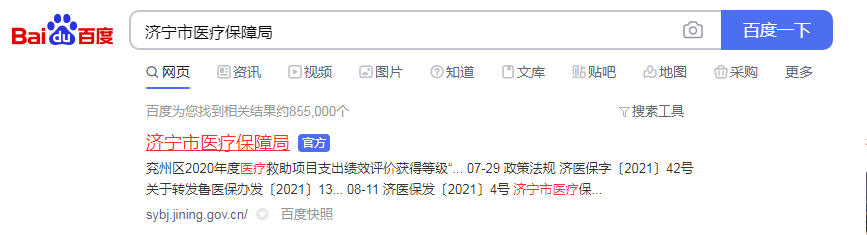 Bai du 百度 济宁市医疗保障局 百度一下
网页 资讯 视频 图片 知道 文库 贴吧 地图 采购 更多
百度为您找到相关结果约855,000个 搜索工具
济宁市医疗保障局 官方
兖州区2020年度医疗救助项目支出绩效评价获得等级“... 07-29 政策法规 济医保字〔2021〕42号
关于转发鲁医保办发〔2021〕13... 08-11 济医保发〔2021〕4号 济宁市医疗保...
sybj.jining.gov.cn/ 百度快照